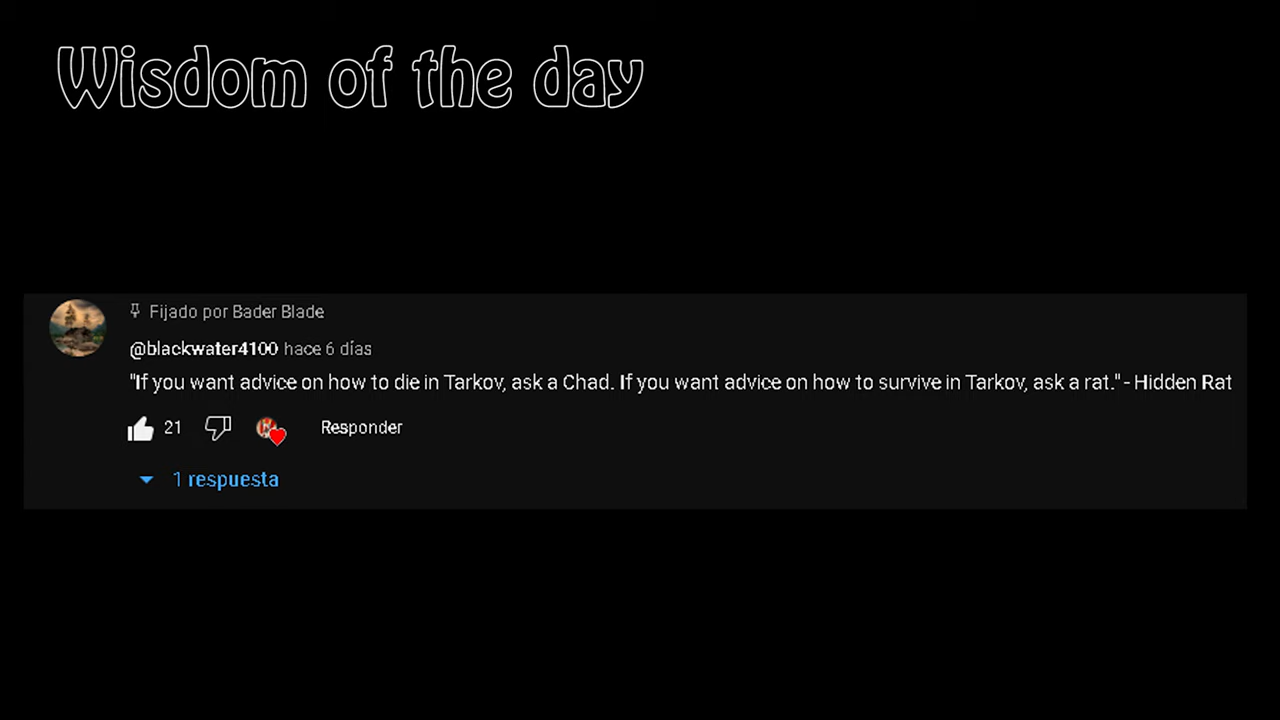 Wisdom of the day
Fijado por Bader Blade
@blackwater4100 hace 6 días
"If you want advice on how to die in Tarkov, ask a Chad. If you want advice on how to survive in Tarkov, ask a rat." - Hidden Rat
21 Responder
1 respuesta